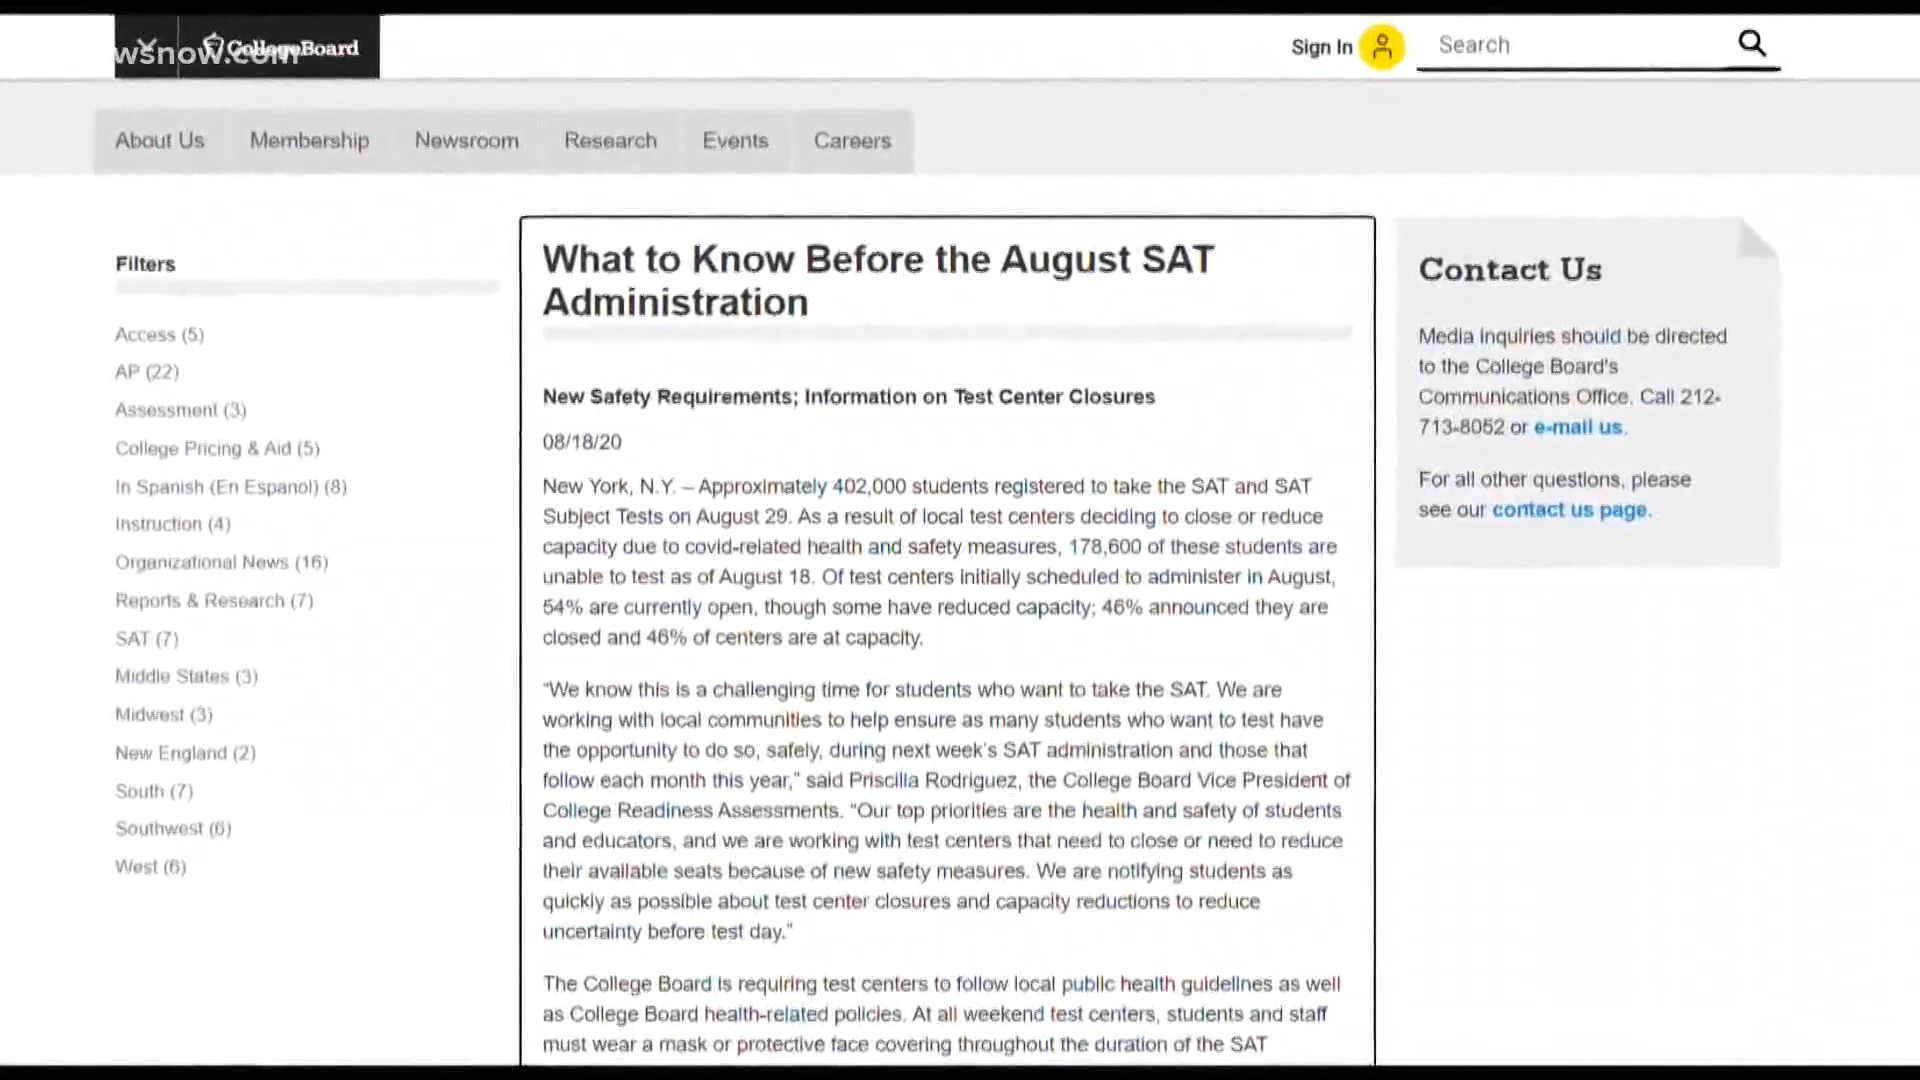 wsnow.com
CollegeBoard
Sign In
Search
About Us
Membership
Newsroom
Research
Events
Careers
Filters
Access (5)
AP (22)
Assessment (3)
College Pricing & Aid (5)
In Spanish (En Espanol) (8)
Instruction (4)
Organizational News (16)
Reports & Research (7)
SAT (7)
Middle States (3)
Midwest (3)
New England (2)
South (7)
Southwest (6)
West (6)
What to Know Before the August SAT
Administration
New Safety Requirements; Information on Test Center Closures
08/18/20
New York, N.Y. – Approximately 402,000 students registered to take the SAT and SAT
Subject Tests on August 29. As a result of local test centers deciding to close or reduce
capacity due to covid-related health and safety measures, 178,600 of these students are
unable to test as of August 18. Of test centers initially scheduled to administer in August,
54% are currently open, though some have reduced capacity; 46% announced they are
closed and 46% of centers are at capacity.
“We know this is a challenging time for students who want to take the SAT. We are
working with local communities to help ensure as many students who want to test have
the opportunity to do so, safely, during next week's SAT administration and those that
follow each month this year,” said Priscilla Rodriguez, the College Board Vice President of
College Readiness Assessments. “Our top priorities are the health and safety of students
and educators, and we are working with test centers that need to close or need to reduce
their available seats because of new safety measures. We are notifying students as
quickly as possible about test center closures and capacity reductions to reduce
uncertainty before test day.”
The College Board is requiring test centers to follow local public health guidelines as well
as College Board health-related policies. At all weekend test centers, students and staff
must wear a mask or protective face covering throughout the duration of the SAT
Contact Us
Media inquiries should be directed
to the College Board's
Communications Office. Call 212-
713-8052 or e-mail us.
For all other questions, please
see our contact us page.